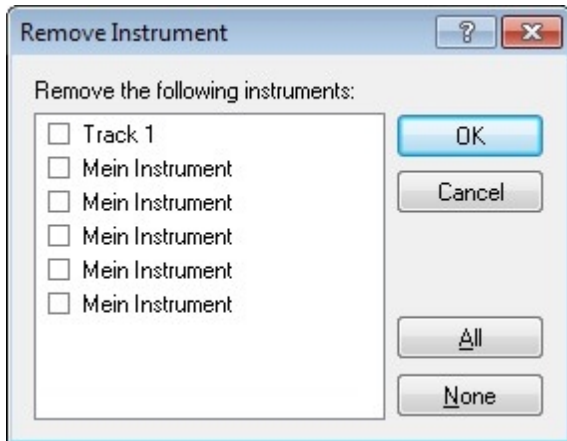 Remove Instrument
?
Remove the following instruments:
Track 1
Mein Instrument
Mein Instrument
Mein Instrument
Mein Instrument
Mein Instrument
OK
Cancel
All
None